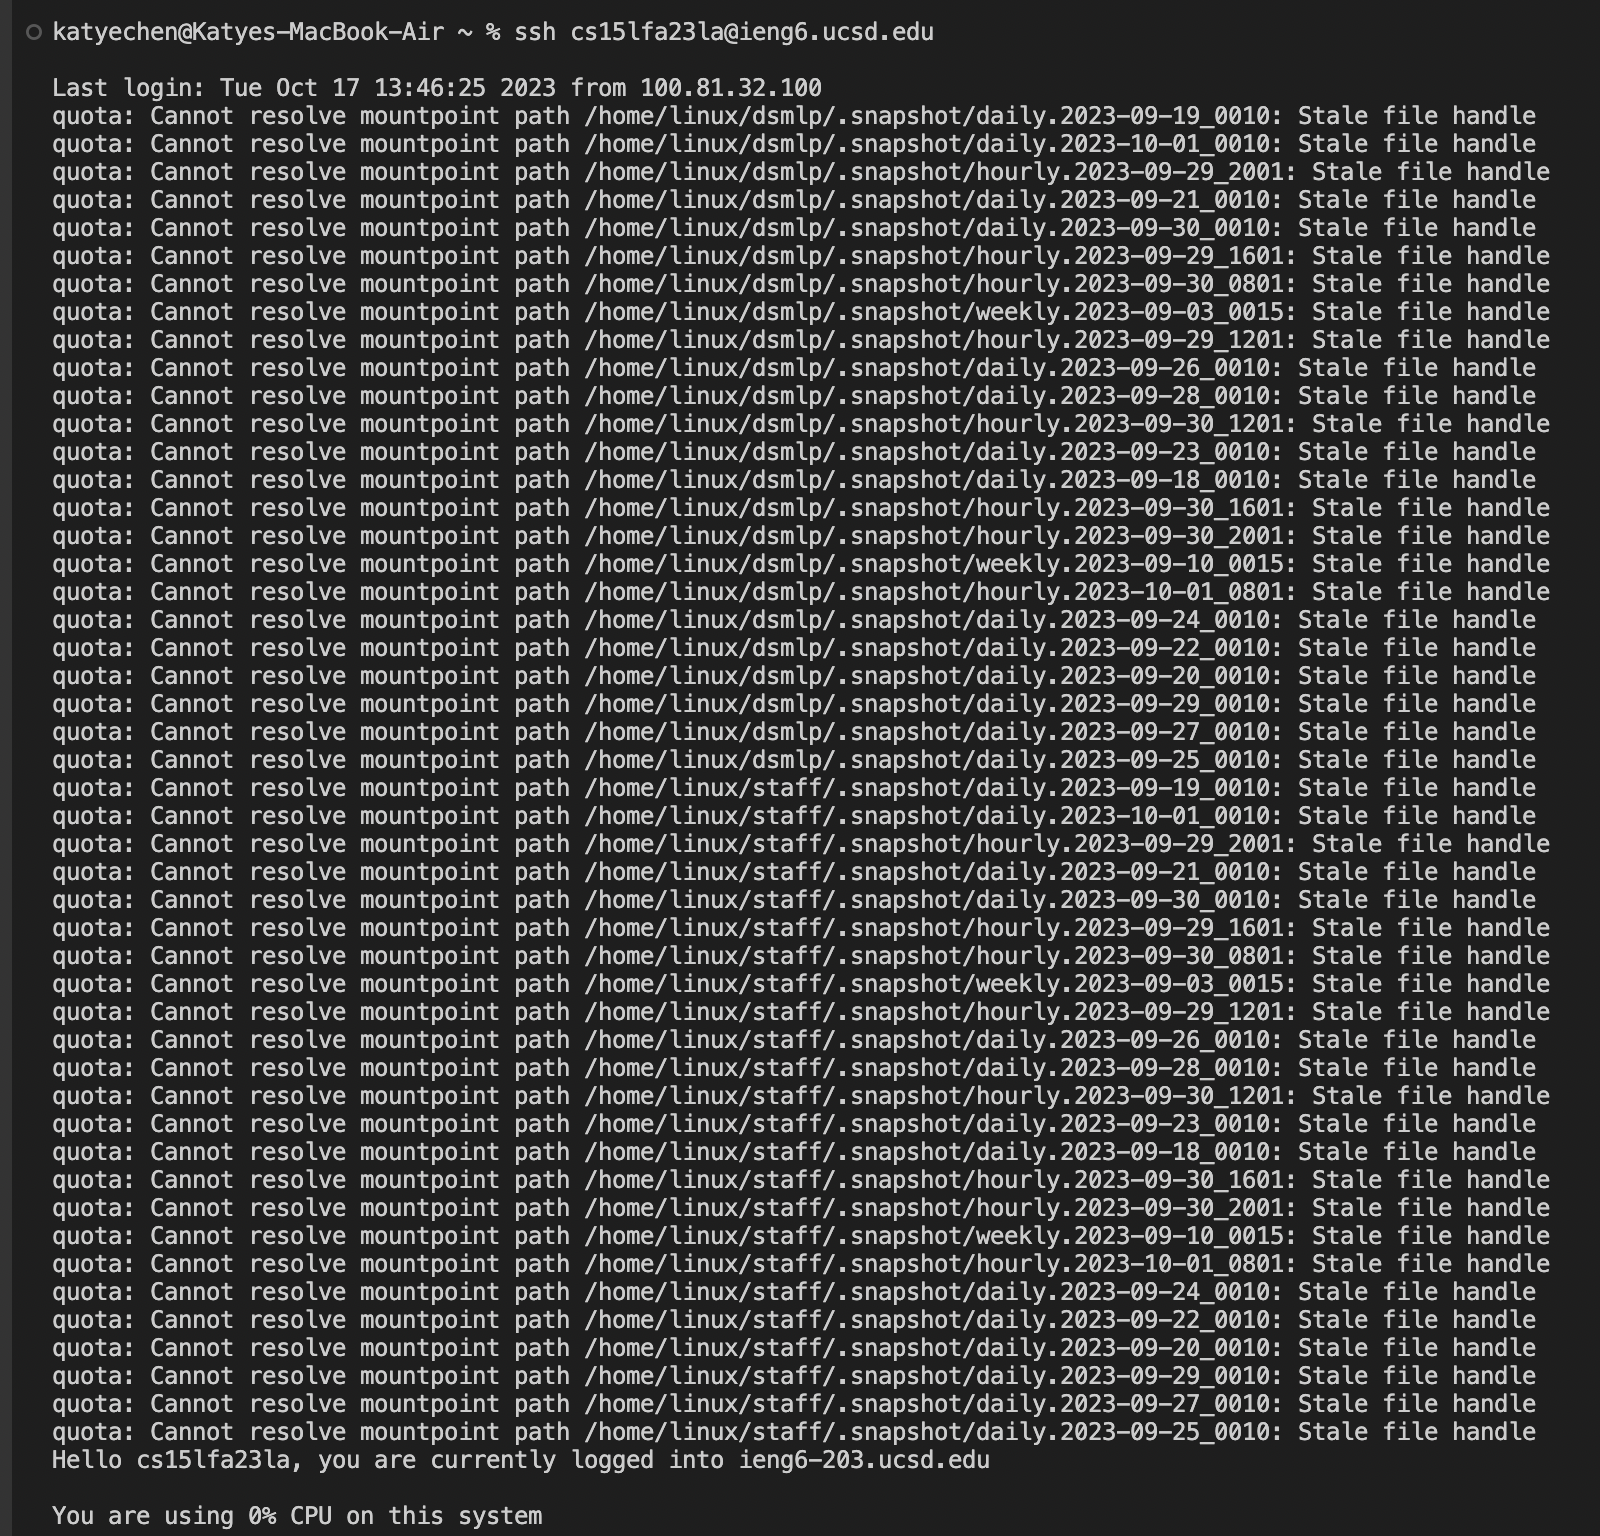 katyechen@Katyes-MacBook-Air ~ % ssh cs15lfa23la@ieng6.ucsd.edu
Last login: Tue Oct 17 13:46:25 2023 from 100.81.32.100
quota: Cannot resolve mountpoint path /home/linux/dsmlp/.snapshot/daily.2023-09-19_0010: Stale file handle
quota: Cannot resolve mountpoint path /home/linux/dsmlp/.snapshot/daily.2023-10-01_0010: Stale file handle
quota: Cannot resolve mountpoint path /home/linux/dsmlp/.snapshot/hourly.2023-09-29_2001: Stale file handle
quota: Cannot resolve mountpoint path /home/linux/dsmlp/.snapshot/daily.2023-09-21_0010: Stale file handle
quota: Cannot resolve mountpoint path /home/linux/dsmlp/.snapshot/daily.2023-09-30_0010: Stale file handle
quota: Cannot resolve mountpoint path /home/linux/dsmlp/.snapshot/hourly.2023-09-29_1601: Stale file handle
quota: Cannot resolve mountpoint path /home/linux/dsmlp/.snapshot/hourly.2023-09-30_0801: Stale file handle
quota: Cannot resolve mountpoint path /home/linux/dsmlp/.snapshot/weekly.2023-09-03_0015: Stale file handle
quota: Cannot resolve mountpoint path /home/linux/dsmlp/.snapshot/hourly.2023-09-29_1201: Stale file handle
quota: Cannot resolve mountpoint path /home/linux/dsmlp/.snapshot/daily.2023-09-26_0010: Stale file handle
quota: Cannot resolve mountpoint path /home/linux/dsmlp/.snapshot/daily.2023-09-28_0010: Stale file handle
quota: Cannot resolve mountpoint path /home/linux/dsmlp/.snapshot/hourly.2023-09-30_1201: Stale file handle
quota: Cannot resolve mountpoint path /home/linux/dsmlp/.snapshot/daily.2023-09-23_0010: Stale file handle
quota: Cannot resolve mountpoint path /home/linux/dsmlp/.snapshot/daily.2023-09-18_0010: Stale file handle
quota: Cannot resolve mountpoint path /home/linux/dsmlp/.snapshot/hourly.2023-09-30_1601: Stale file handle
quota: Cannot resolve mountpoint path /home/linux/dsmlp/.snapshot/hourly.2023-09-30_2001: Stale file handle
quota: Cannot resolve mountpoint path /home/linux/dsmlp/.snapshot/weekly.2023-09-10_0015: Stale file handle
quota: Cannot resolve mountpoint path /home/linux/dsmlp/.snapshot/hourly.2023-10-01_0801: Stale file handle
quota: Cannot resolve mountpoint path /home/linux/dsmlp/.snapshot/daily.2023-09-24_0010: Stale file handle
quota: Cannot resolve mountpoint path /home/linux/dsmlp/.snapshot/daily.2023-09-22_0010: Stale file handle
quota: Cannot resolve mountpoint path /home/linux/dsmlp/.snapshot/daily.2023-09-20_0010: Stale file handle
quota: Cannot resolve mountpoint path /home/linux/dsmlp/.snapshot/daily.2023-09-29_0010: Stale file handle
quota: Cannot resolve mountpoint path /home/linux/dsmlp/.snapshot/daily.2023-09-27_0010: Stale file handle
quota: Cannot resolve mountpoint path /home/linux/dsmlp/.snapshot/daily.2023-09-25_0010: Stale file handle
quota: Cannot resolve mountpoint path /home/linux/staff/.snapshot/daily.2023-09-19_0010: Stale file handle
quota: Cannot resolve mountpoint path /home/linux/staff/.snapshot/daily.2023-10-01_0010: Stale file handle
quota: Cannot resolve mountpoint path /home/linux/staff/.snapshot/hourly.2023-09-29_2001: Stale file handle
quota: Cannot resolve mountpoint path /home/linux/staff/.snapshot/daily.2023-09-21_0010: Stale file handle
quota: Cannot resolve mountpoint path /home/linux/staff/.snapshot/daily.2023-09-30_0010: Stale file handle
quota: Cannot resolve mountpoint path /home/linux/staff/.snapshot/hourly.2023-09-29_1601: Stale file handle
quota: Cannot resolve mountpoint path /home/linux/staff/.snapshot/hourly.2023-09-30_0801: Stale file handle
quota: Cannot resolve mountpoint path /home/linux/staff/.snapshot/weekly.2023-09-03_0015: Stale file handle
quota: Cannot resolve mountpoint path /home/linux/staff/.snapshot/hourly.2023-09-29_1201: Stale file handle
quota: Cannot resolve mountpoint path /home/linux/staff/.snapshot/daily.2023-09-26_0010: Stale file handle
quota: Cannot resolve mountpoint path /home/linux/staff/.snapshot/daily.2023-09-28_0010: Stale file handle
quota: Cannot resolve mountpoint path /home/linux/staff/.snapshot/hourly.2023-09-30_1201: Stale file handle
quota: Cannot resolve mountpoint path /home/linux/staff/.snapshot/daily.2023-09-23_0010: Stale file handle
quota: Cannot resolve mountpoint path /home/linux/staff/.snapshot/daily.2023-09-18_0010: Stale file handle
quota: Cannot resolve mountpoint path /home/linux/staff/.snapshot/hourly.2023-09-30_1601: Stale file handle
quota: Cannot resolve mountpoint path /home/linux/staff/.snapshot/hourly.2023-09-30_2001: Stale file handle
quota: Cannot resolve mountpoint path /home/linux/staff/.snapshot/weekly.2023-09-10_0015: Stale file handle
quota: Cannot resolve mountpoint path /home/linux/staff/.snapshot/hourly.2023-10-01_0801: Stale file handle
quota: Cannot resolve mountpoint path /home/linux/staff/.snapshot/daily.2023-09-24_0010: Stale file handle
quota: Cannot resolve mountpoint path /home/linux/staff/.snapshot/daily.2023-09-22_0010: Stale file handle
quota: Cannot resolve mountpoint path /home/linux/staff/.snapshot/daily.2023-09-20_0010: Stale file handle
quota: Cannot resolve mountpoint path /home/linux/staff/.snapshot/daily.2023-09-29_0010: Stale file handle
quota: Cannot resolve mountpoint path /home/linux/staff/.snapshot/daily.2023-09-27_0010: Stale file handle
quota: Cannot resolve mountpoint path /home/linux/staff/.snapshot/daily.2023-09-25_0010: Stale file handle
Hello cs15lfa23la, you are currently logged into ieng6-203.ucsd.edu
You are using 0% CPU on this system